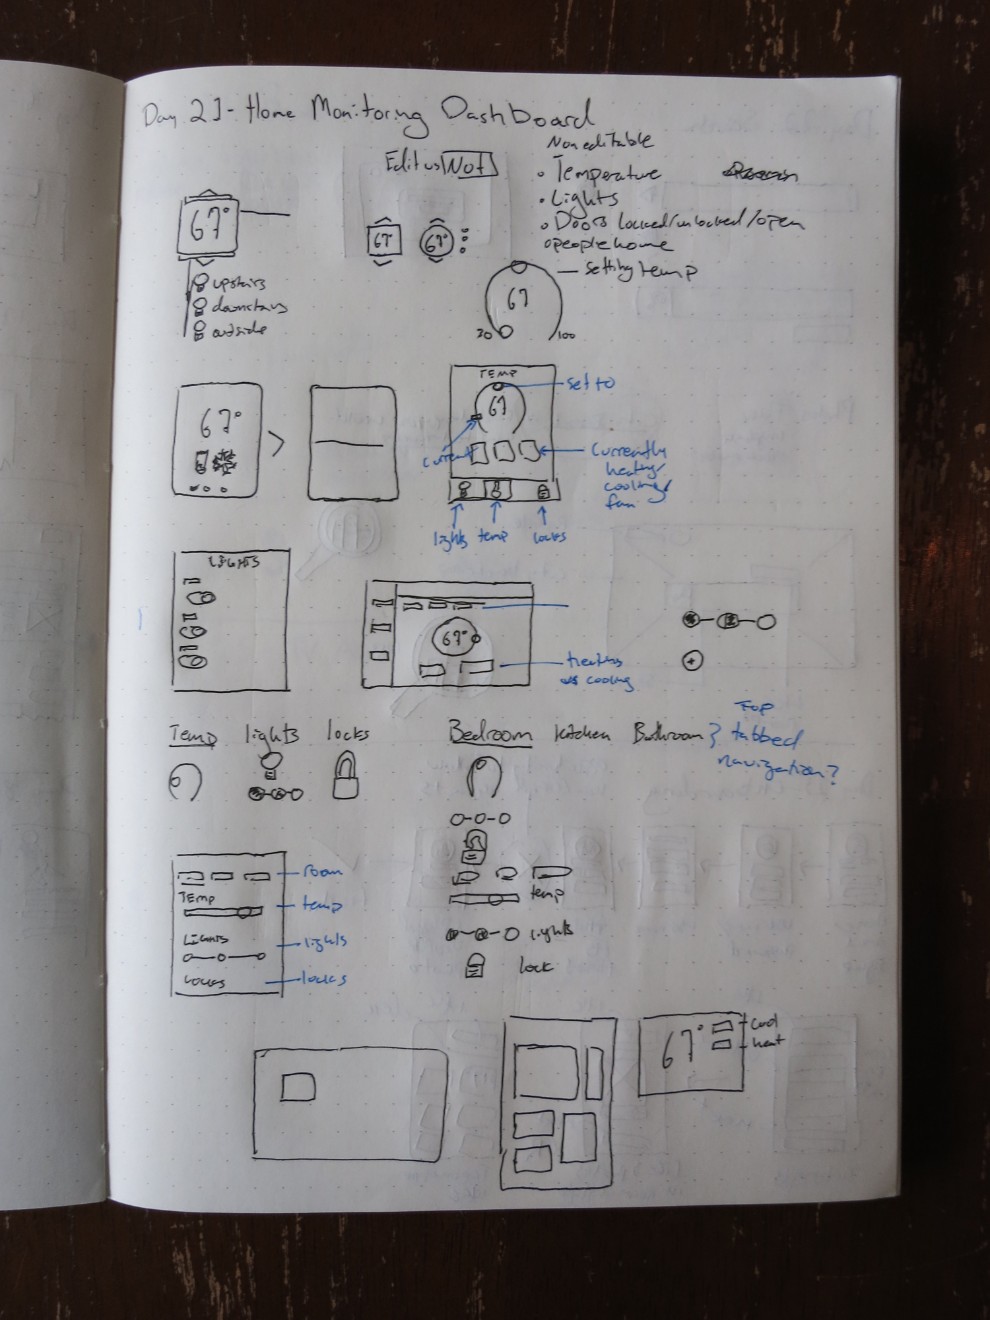 Day 21 - Home Monitoring Dashboard
Edit vs Not
Non editable
Temperature
Lights
Doors locked/unlocked/open
people home
67°
67°
67°
upstairs
downstairs
outside
setting temp
67
30
100
67°
TEMP
67
set to
current
currently
heating/
cooling/
fan
lights temp locks
LIGHTS
67°
heating
cooling
Temp lights locks
Bedroom Kitchen Bathroom } Top
tabbed
navigation?
room
TEMP
temp
Lights
lights
Locks
locks
temp
lights
lock
67°
cool
heat